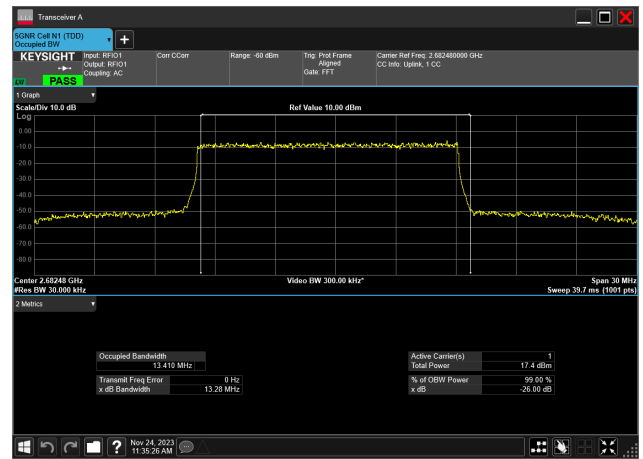 Transceiver A
5GNR Cell N1 (TDD)
Occupied BW
KEYSIGHT
Input: RFIO1
Output: RFIO1
Coupling: AC
Corr CCorr
Range: -60 dBm
Trig: Prot Frame
Aligned
Gate: FFT
Carrier Ref Freq: 2.682480000 GHz
CC Info: Uplink, 1 CC
PASS
1 Graph
Scale/Div 10.0 dB
Ref Value 10.00 dBm
Log
0.00
-10.0
-20.0
-30.0
-40.0
-50.0
-60.0
-70.0
-80.0
Center 2.68248 GHz
Video BW 300.00 kHz*
Span 30 MHz
#Res BW 30.000 kHz
Sweep 39.7 ms (1001 pts)
2 Metrics
Occupied Bandwidth
13.410 MHz
Active Carrier(s) 1
Total Power 17.4 dBm
Transmit Freq Error 0 Hz
x dB Bandwidth 13.28 MHz
% of OBW Power 99.00 %
x dB -26.00 dB
Nov 24, 2023
11:35:26 AM